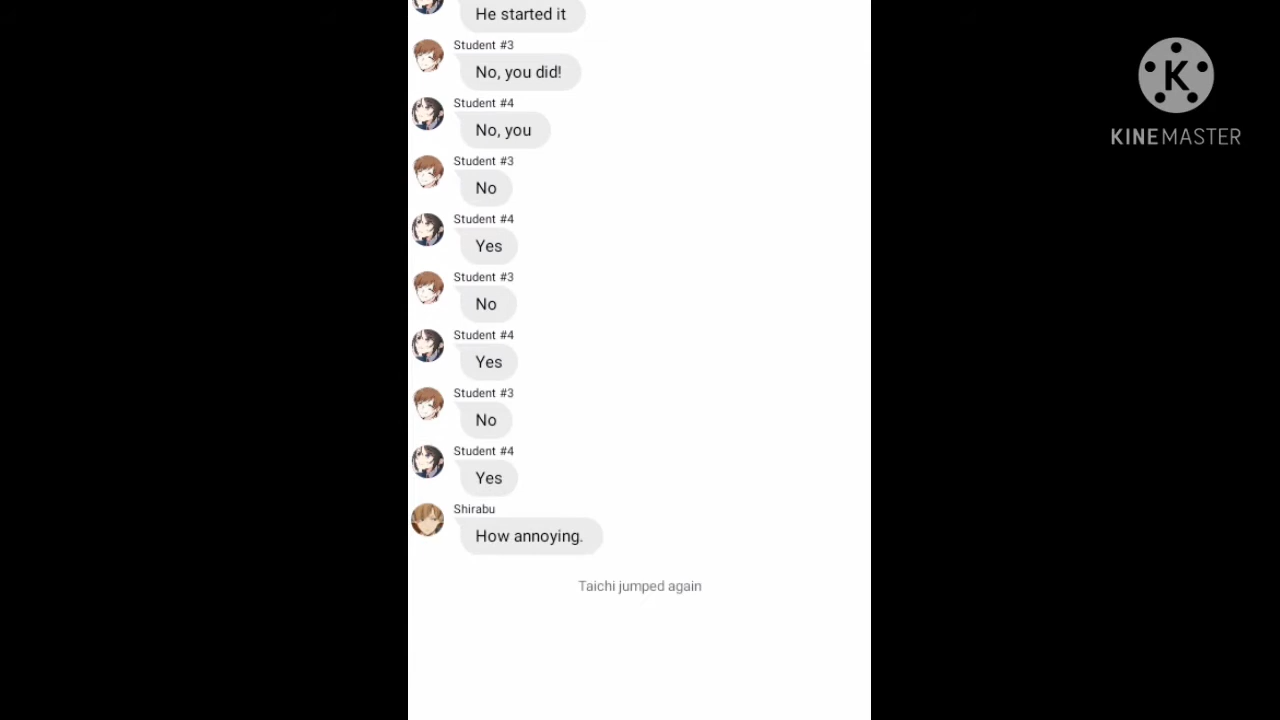 He started it
Student #3
No, you did!
Student #4
No, you
Student #3
No
Student #4
Yes
Student #3
No
Student #4
Yes
Student #3
No
Student #4
Yes
Shirabu
How annoying.
Taichi jumped again
K
KINEMASTER